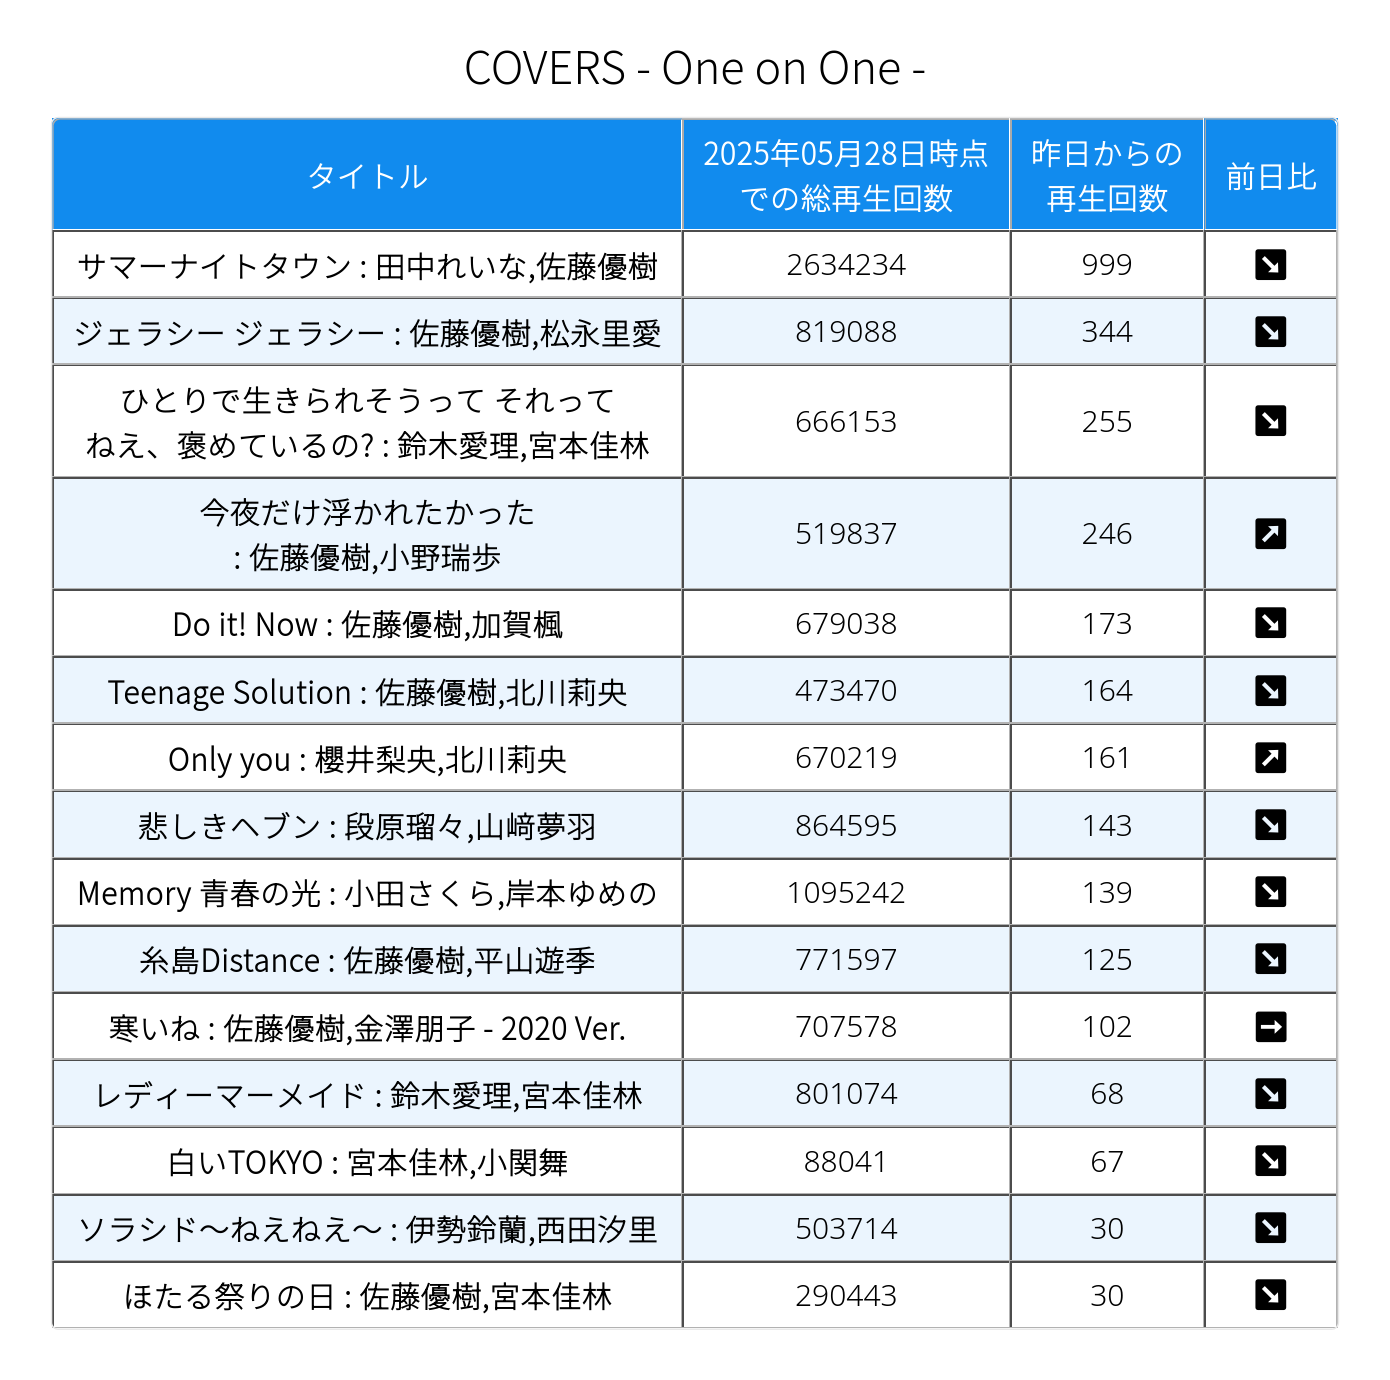 COVERS - One on One -
タイトル
2025年05月28日時点
での総再生回数
昨日からの
再生回数
前日比
サマーナイトタウン : 田中れいな,佐藤優樹
2634234
999
ジェラシー ジェラシー : 佐藤優樹,松永里愛
819088
344
ひとりで生きられそうって それって
ねえ、褒めているの? : 鈴木愛理,宮本佳林
666153
255
今夜だけ浮かれたかった
: 佐藤優樹,小野瑞歩
519837
246
Do it! Now : 佐藤優樹,加賀楓
679038
173
Teenage Solution : 佐藤優樹,北川莉央
473470
164
Only you : 櫻井梨央,北川莉央
670219
161
悲しきヘブン : 段原瑠々,山﨑夢羽
864595
143
Memory 青春の光 : 小田さくら,岸本ゆめの
1095242
139
糸島Distance : 佐藤優樹,平山遊季
771597
125
寒いね : 佐藤優樹,金澤朋子 - 2020 Ver.
707578
102
レディーマーメイド : 鈴木愛理,宮本佳林
801074
68
白いTOKYO : 宮本佳林,小関舞
88041
67
ソラシド～ねえねえ～ : 伊勢鈴蘭,西田汐里
503714
30
ほたる祭りの日 : 佐藤優樹,宮本佳林
290443
30